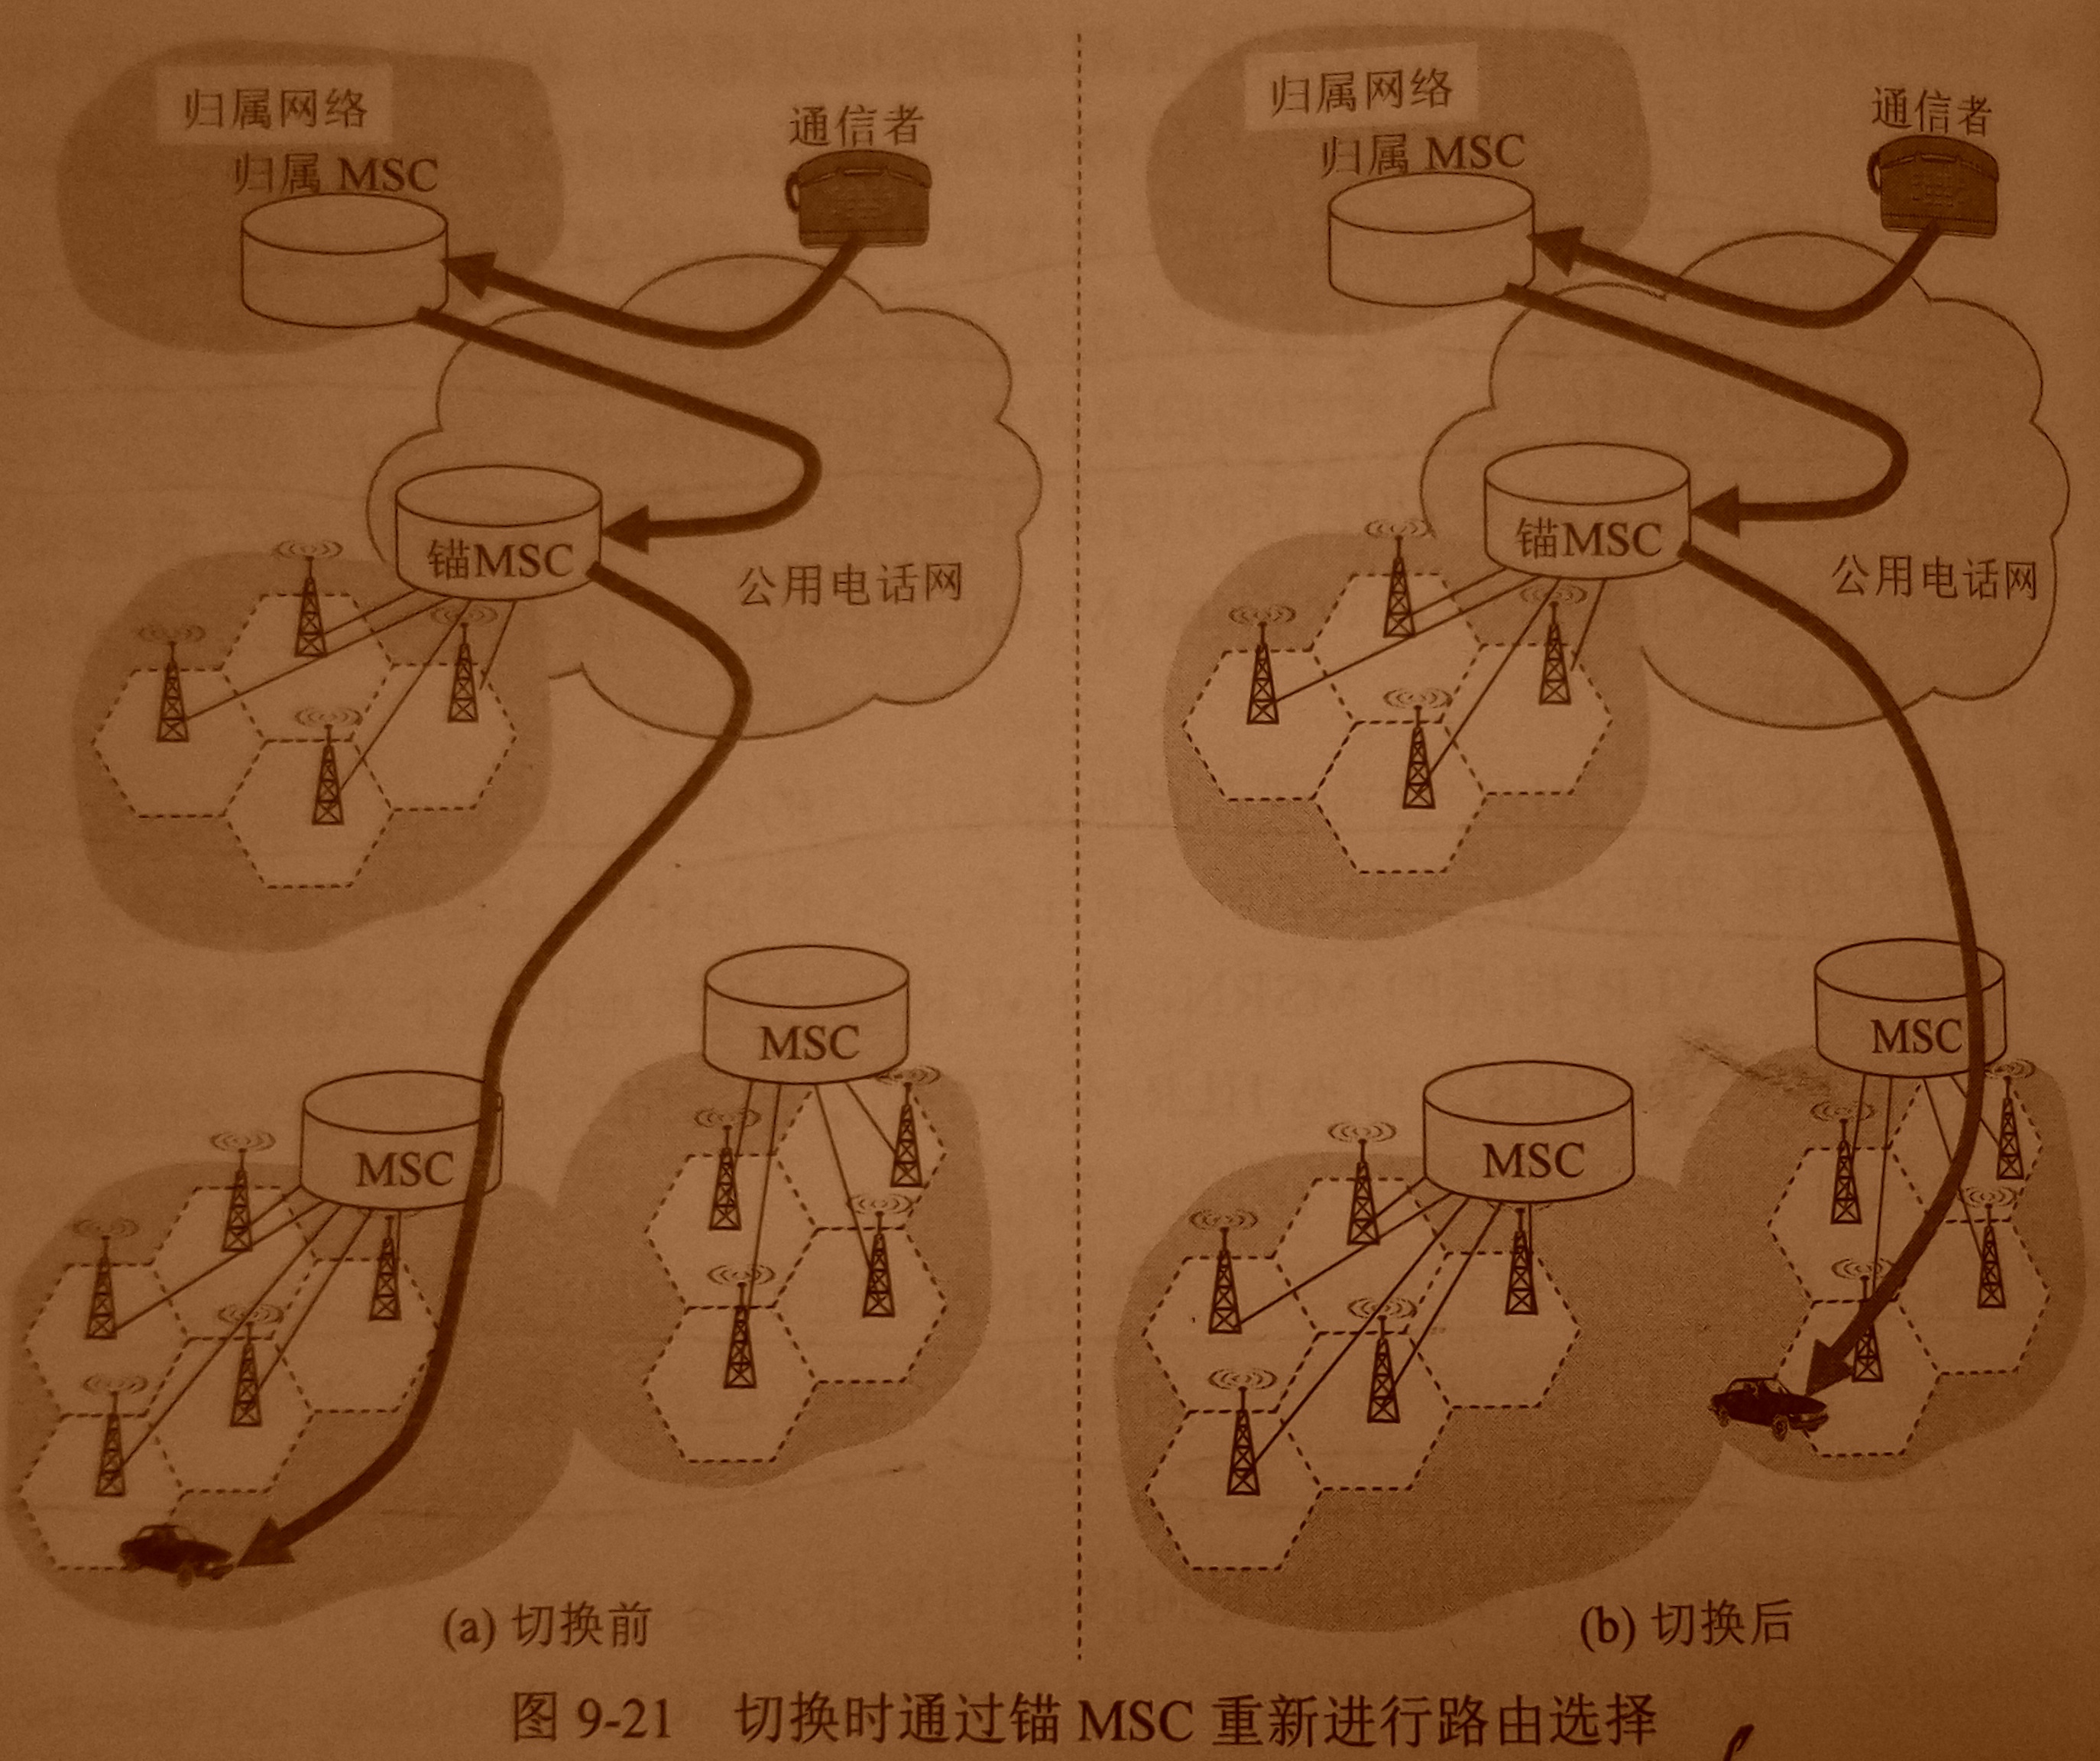 归属网络
归属 MSC
通信者
锚MSC
公用电话网
MSC
MSC
(a) 切换前
归属网络
归属 MSC
通信者
锚MSC
公用电话网
MSC
MSC
(b) 切换后
图 9-21 切换时通过锚 MSC 重新进行路由选择